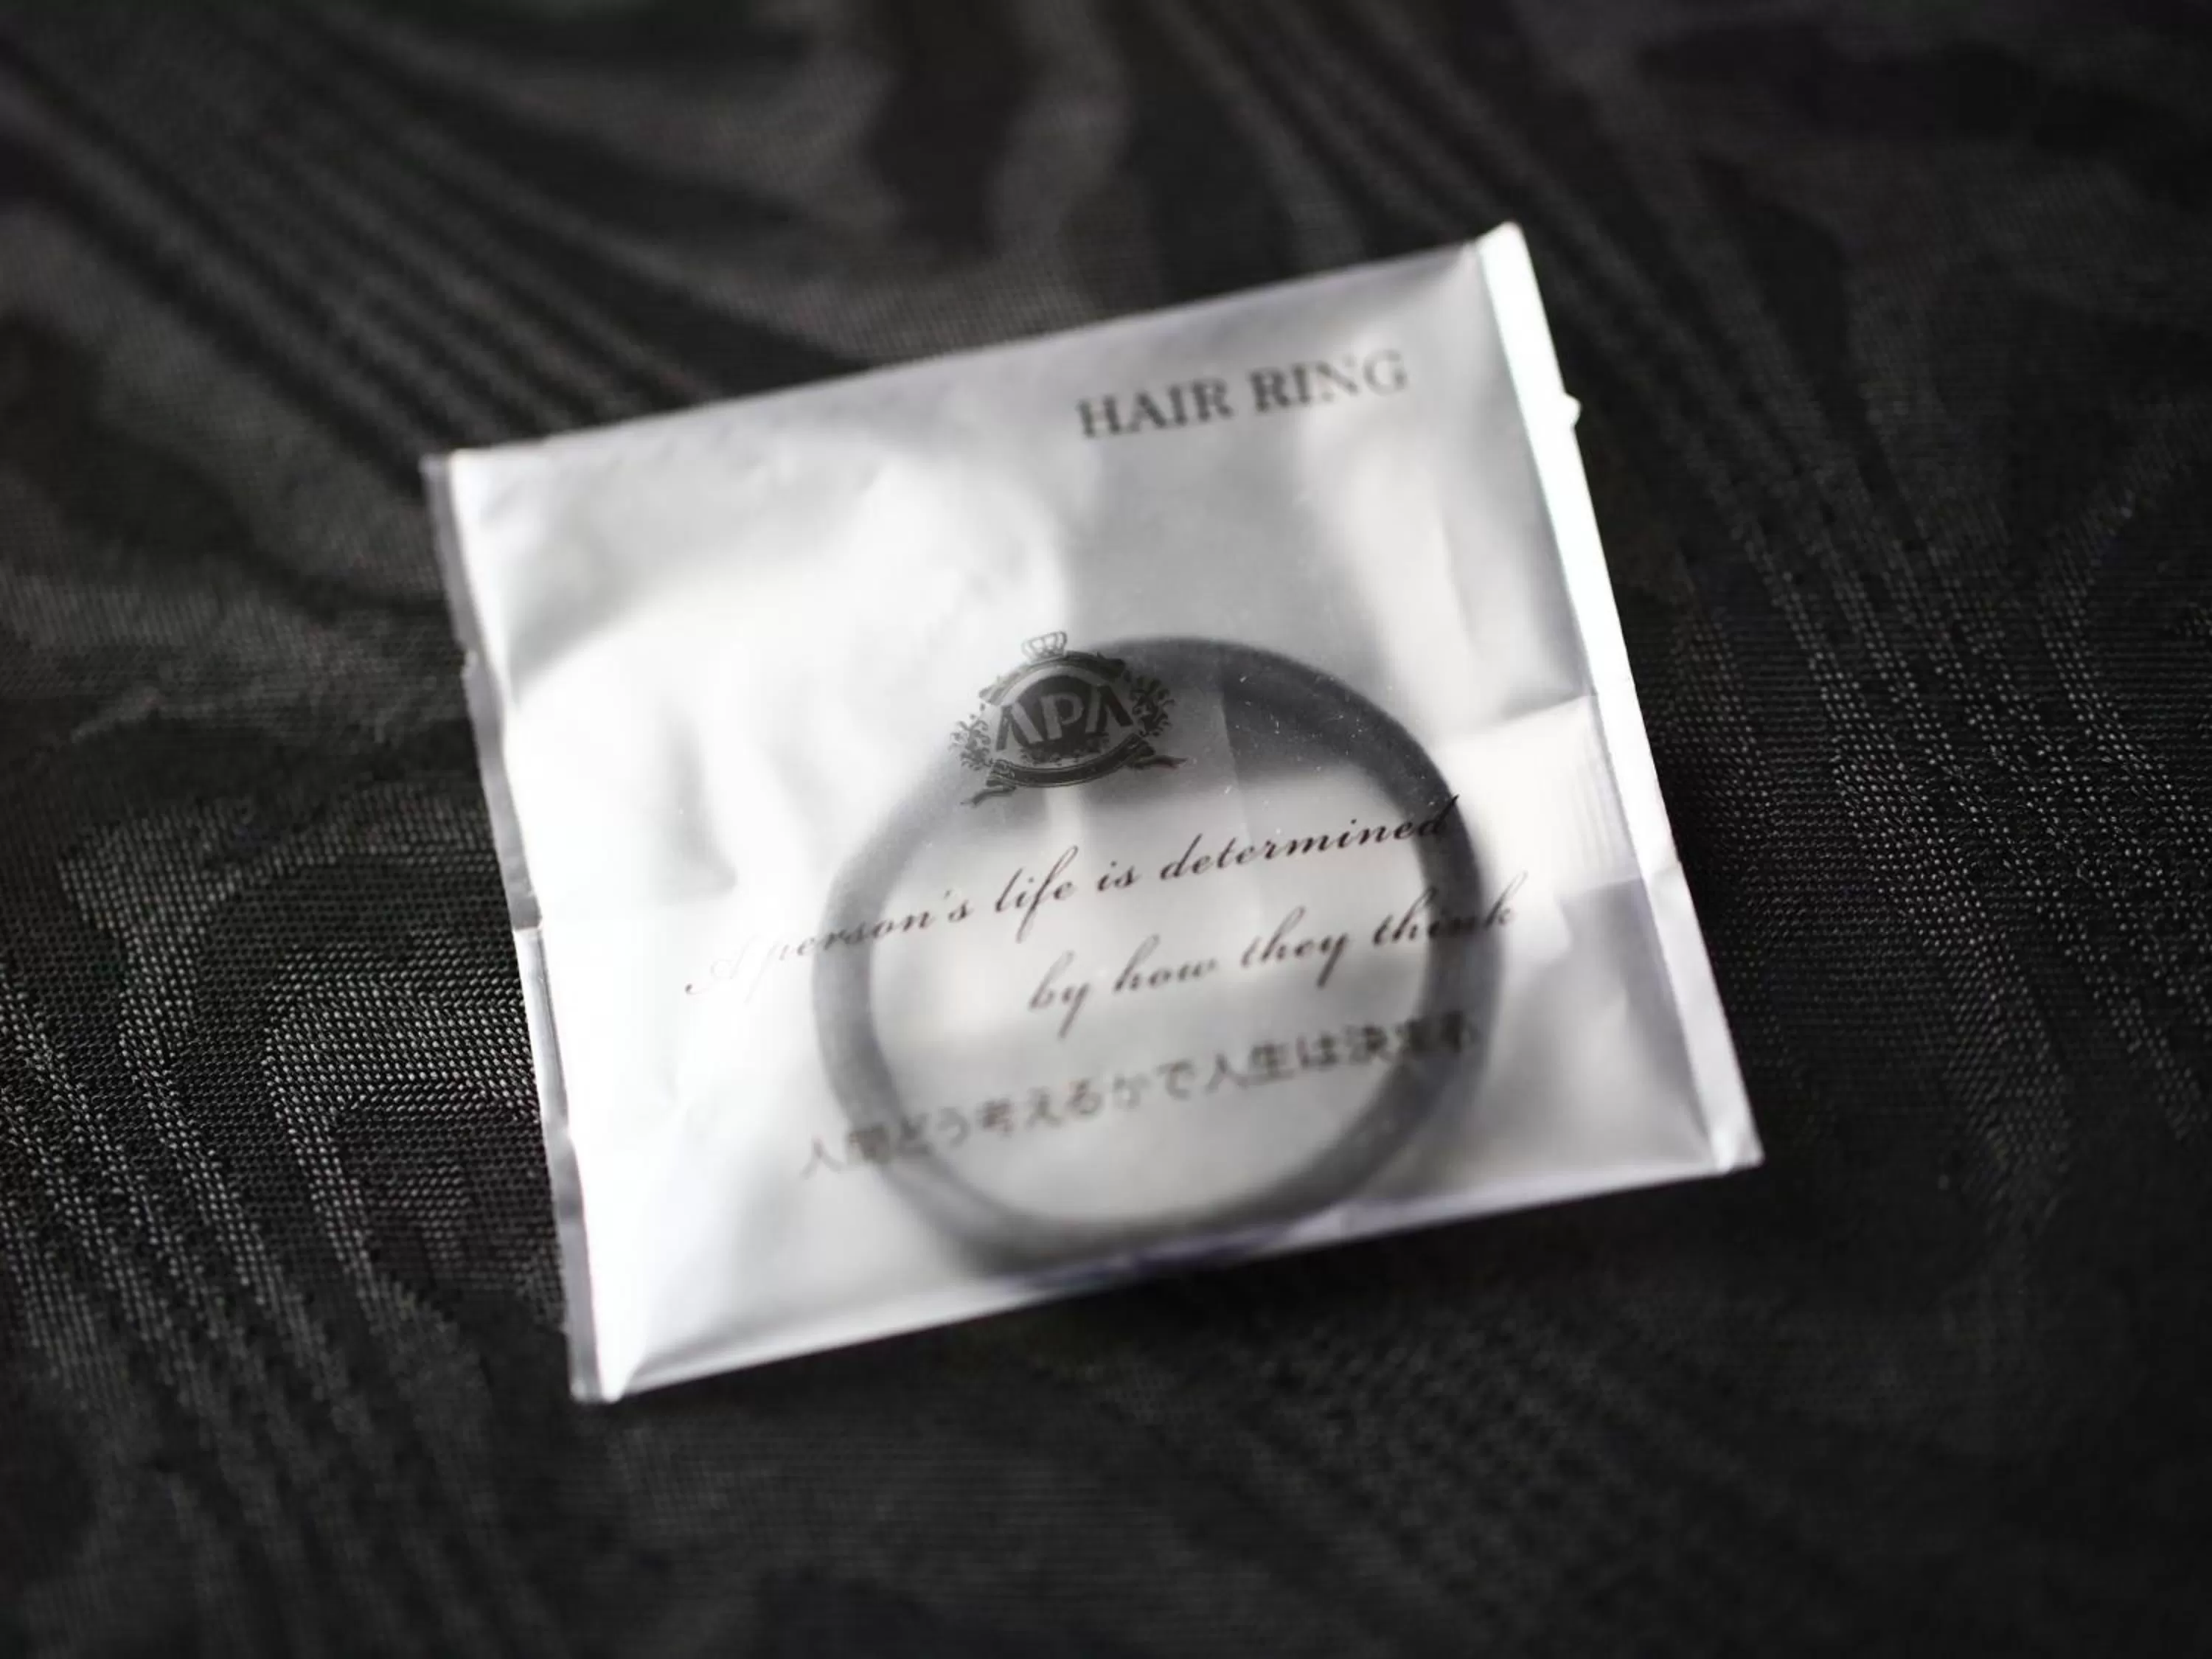 HAIR RING
APA
A person's life is determined
by how they think
人間どう考えるかで人生は決まる